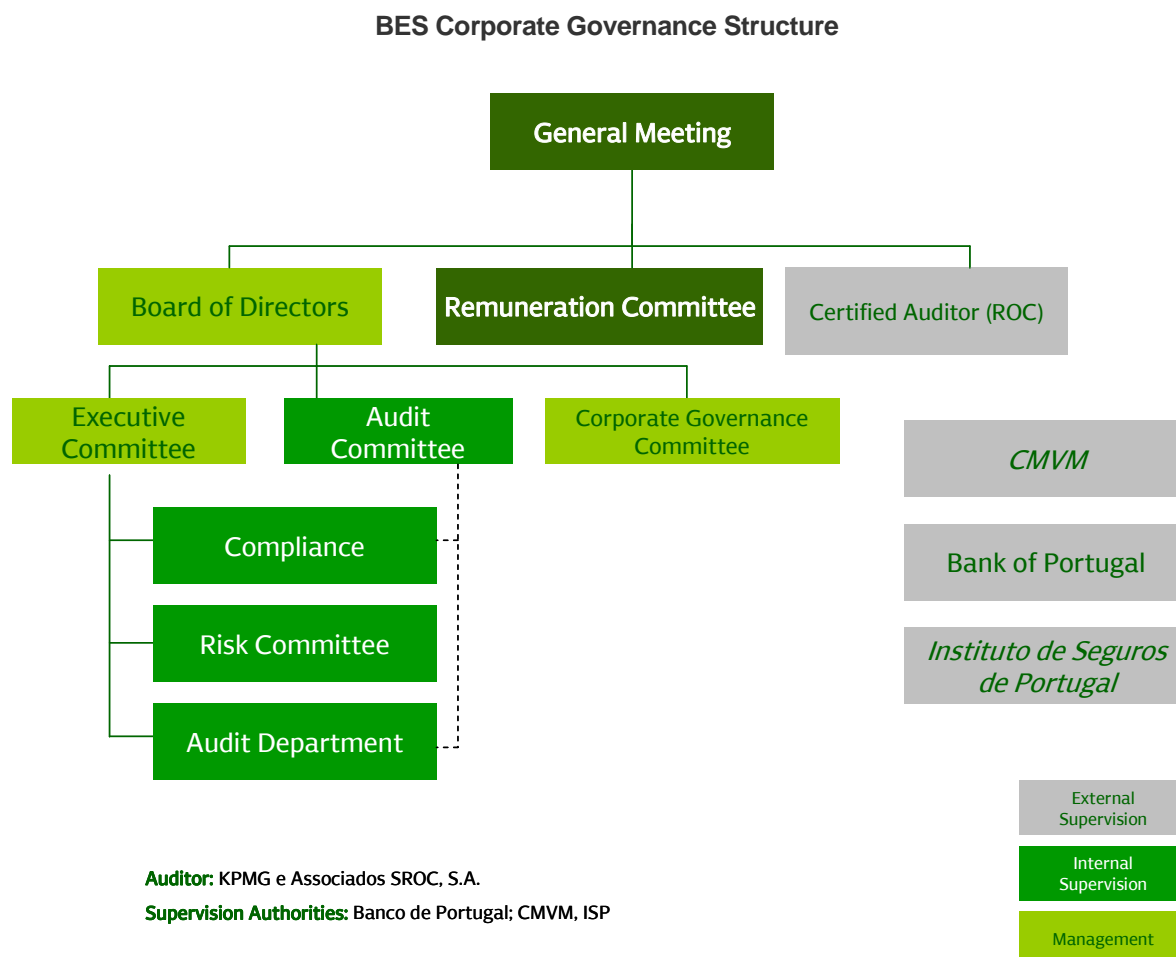 BES Corporate Governance Structure
General Meeting
Board of Directors
Remuneration Committee
Certified Auditor (ROC)
Executive
Committee
Audit
Committee
Corporate Governance
Committee
CMVM
Compliance
Bank of Portugal
Risk Committee
Instituto de Seguros
de Portugal
Audit Department
External
Supervision
Internal
Supervision
Management
Auditor: KPMG e Associados SROC, S.A.
Supervision Authorities: Banco de Portugal; CMVM, ISP